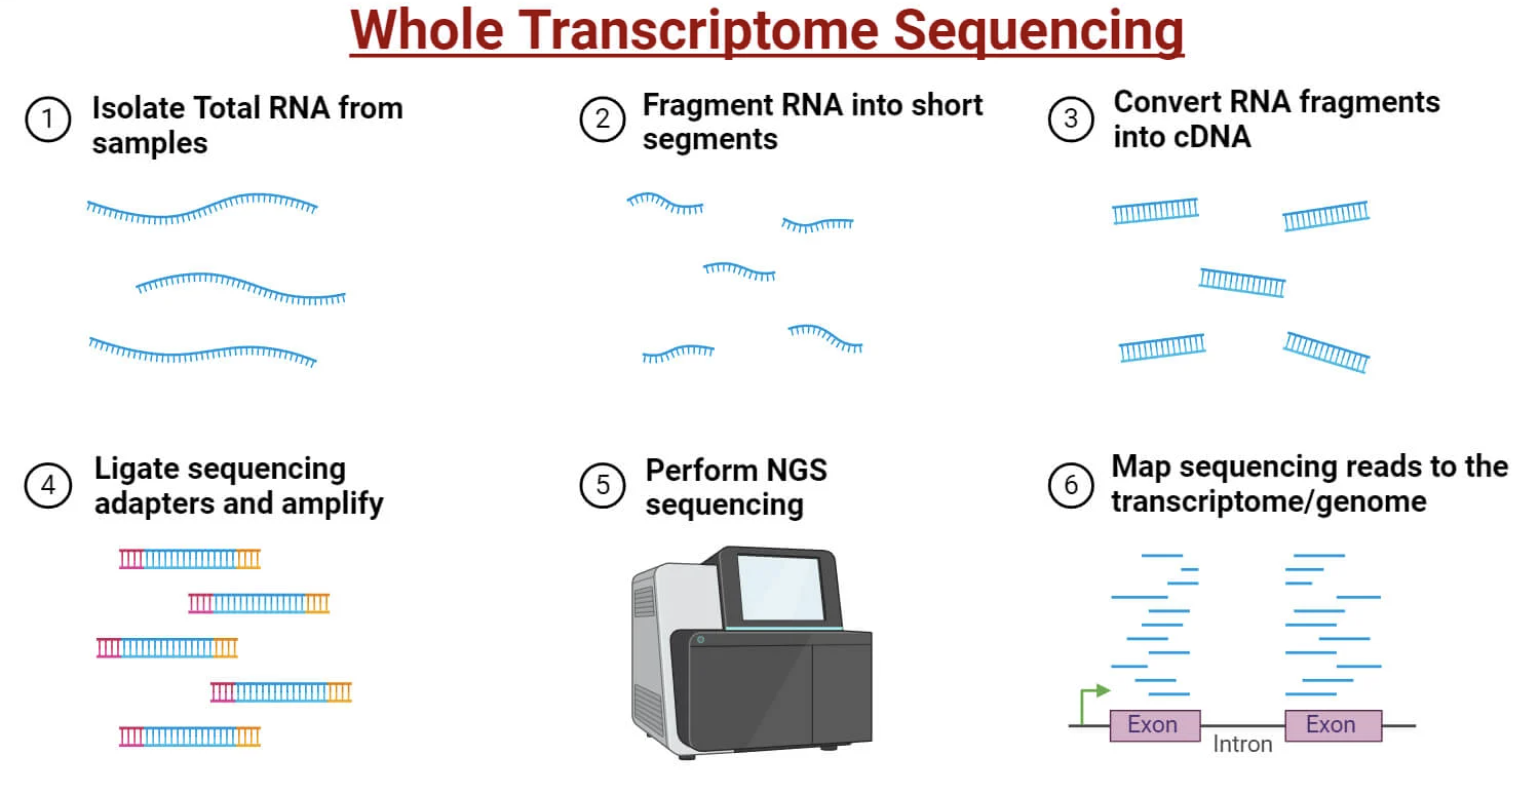 Whole Transcriptome Sequencing
1
Isolate Total RNA from
samples
2
Fragment RNA into short
segments
3
Convert RNA fragments
into cDNA
4
Ligate sequencing
adapters and amplify
5
Perform NGS
sequencing
6
Map sequencing reads to the
transcriptome/genome
Exon
Intron
Exon